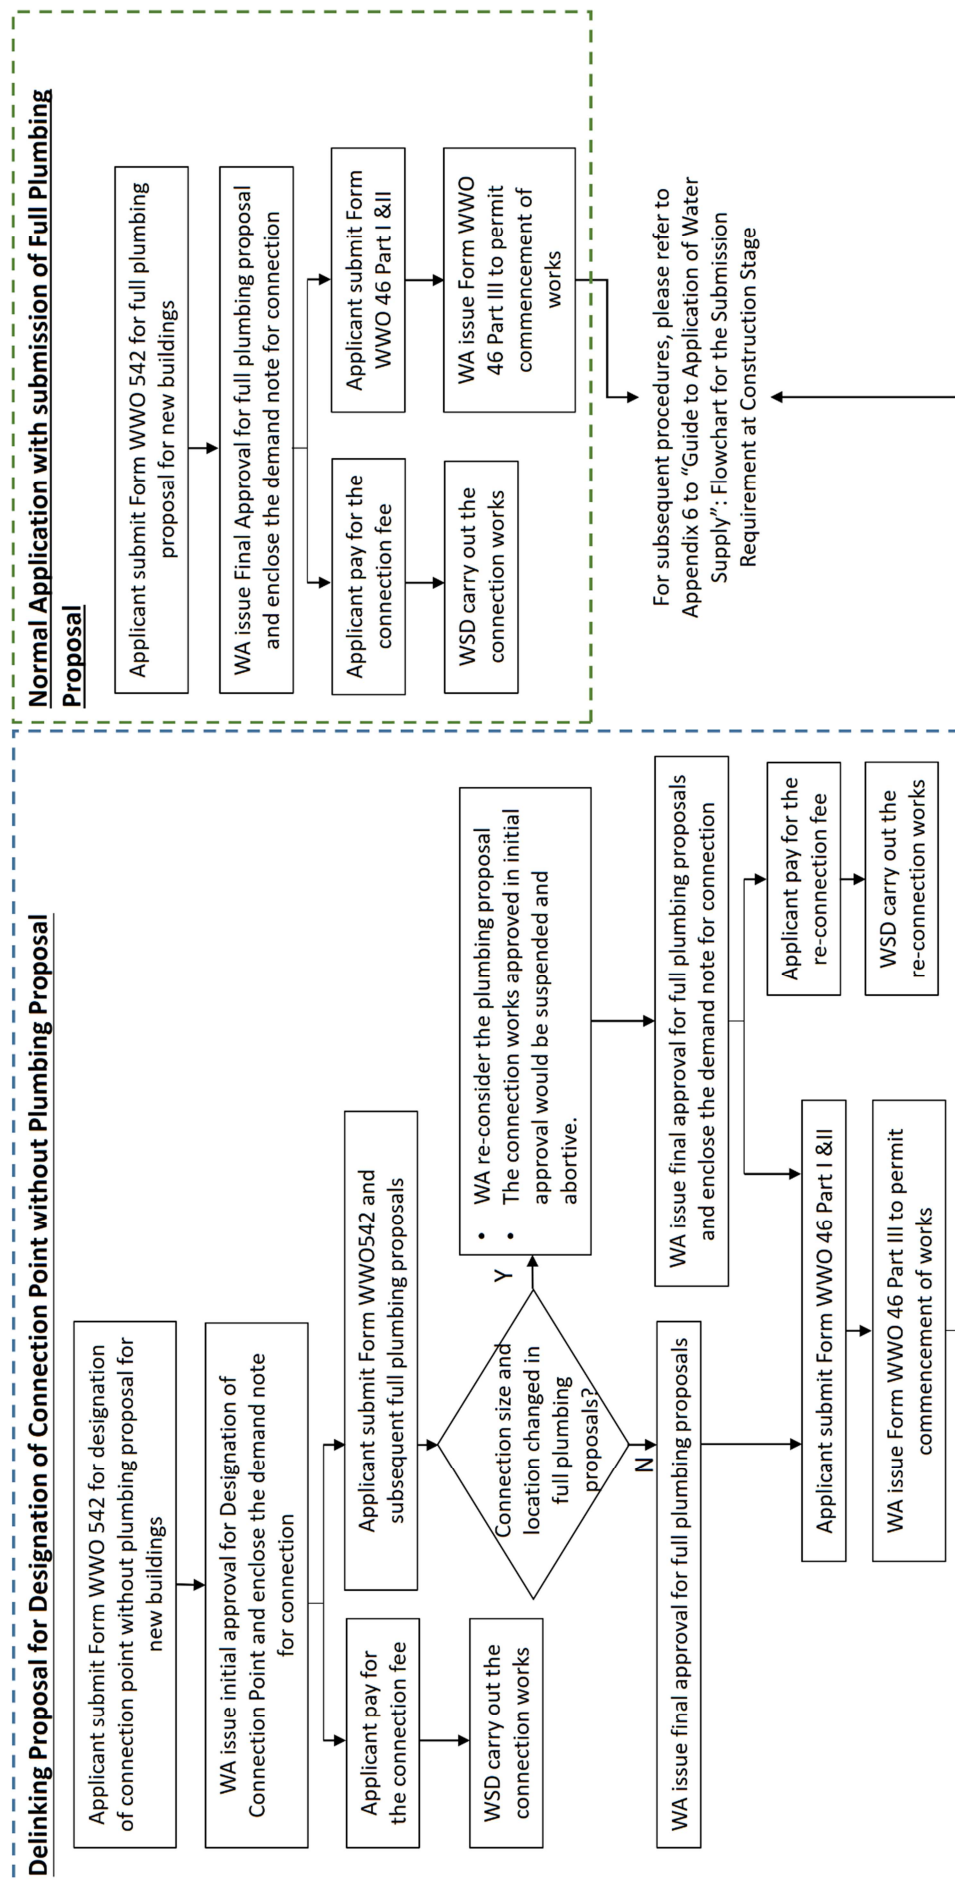 Delinking Proposal for Designation of Connection Point without Plumbing Proposal
Applicant submit Form WWO 542 for designation
of connection point without plumbing proposal for
new buildings
WA issue initial approval for Designation of
Connection Point and enclose the demand note
for connection
Applicant pay for
the connection fee
WSD carry out the
connection works
Applicant submit Form WWO542 and
subsequent full plumbing proposals
Connection size and
location changed in
full plumbing
proposals?
Y
N
• WA re-consider the plumbing proposal
• The connection works approved in initial
approval would be suspended and
abortive.
WA issue final approval for full plumbing proposals
WA issue final approval for full plumbing proposals
and enclose the demand note for connection
Applicant submit Form WWO 46 Part I &II
WA issue Form WWO 46 Part III to permit
commencement of works
Applicant pay for the
re-connection fee
WSD carry out the
re-connection works
Normal Application with submission of Full Plumbing
Proposal
Applicant submit Form WWO 542 for full plumbing
proposal for new buildings
WA issue Final Approval for full plumbing proposal
and enclose the demand note for connection
Applicant pay for the
connection fee
WSD carry out the
connection works
Applicant submit Form
WWO 46 Part I &II
WA issue Form WWO
46 Part III to permit
commencement of
works
For subsequent procedures, please refer to
Appendix 6 to “Guide to Application of Water
Supply”: Flowchart for the Submission
Requirement at Construction Stage